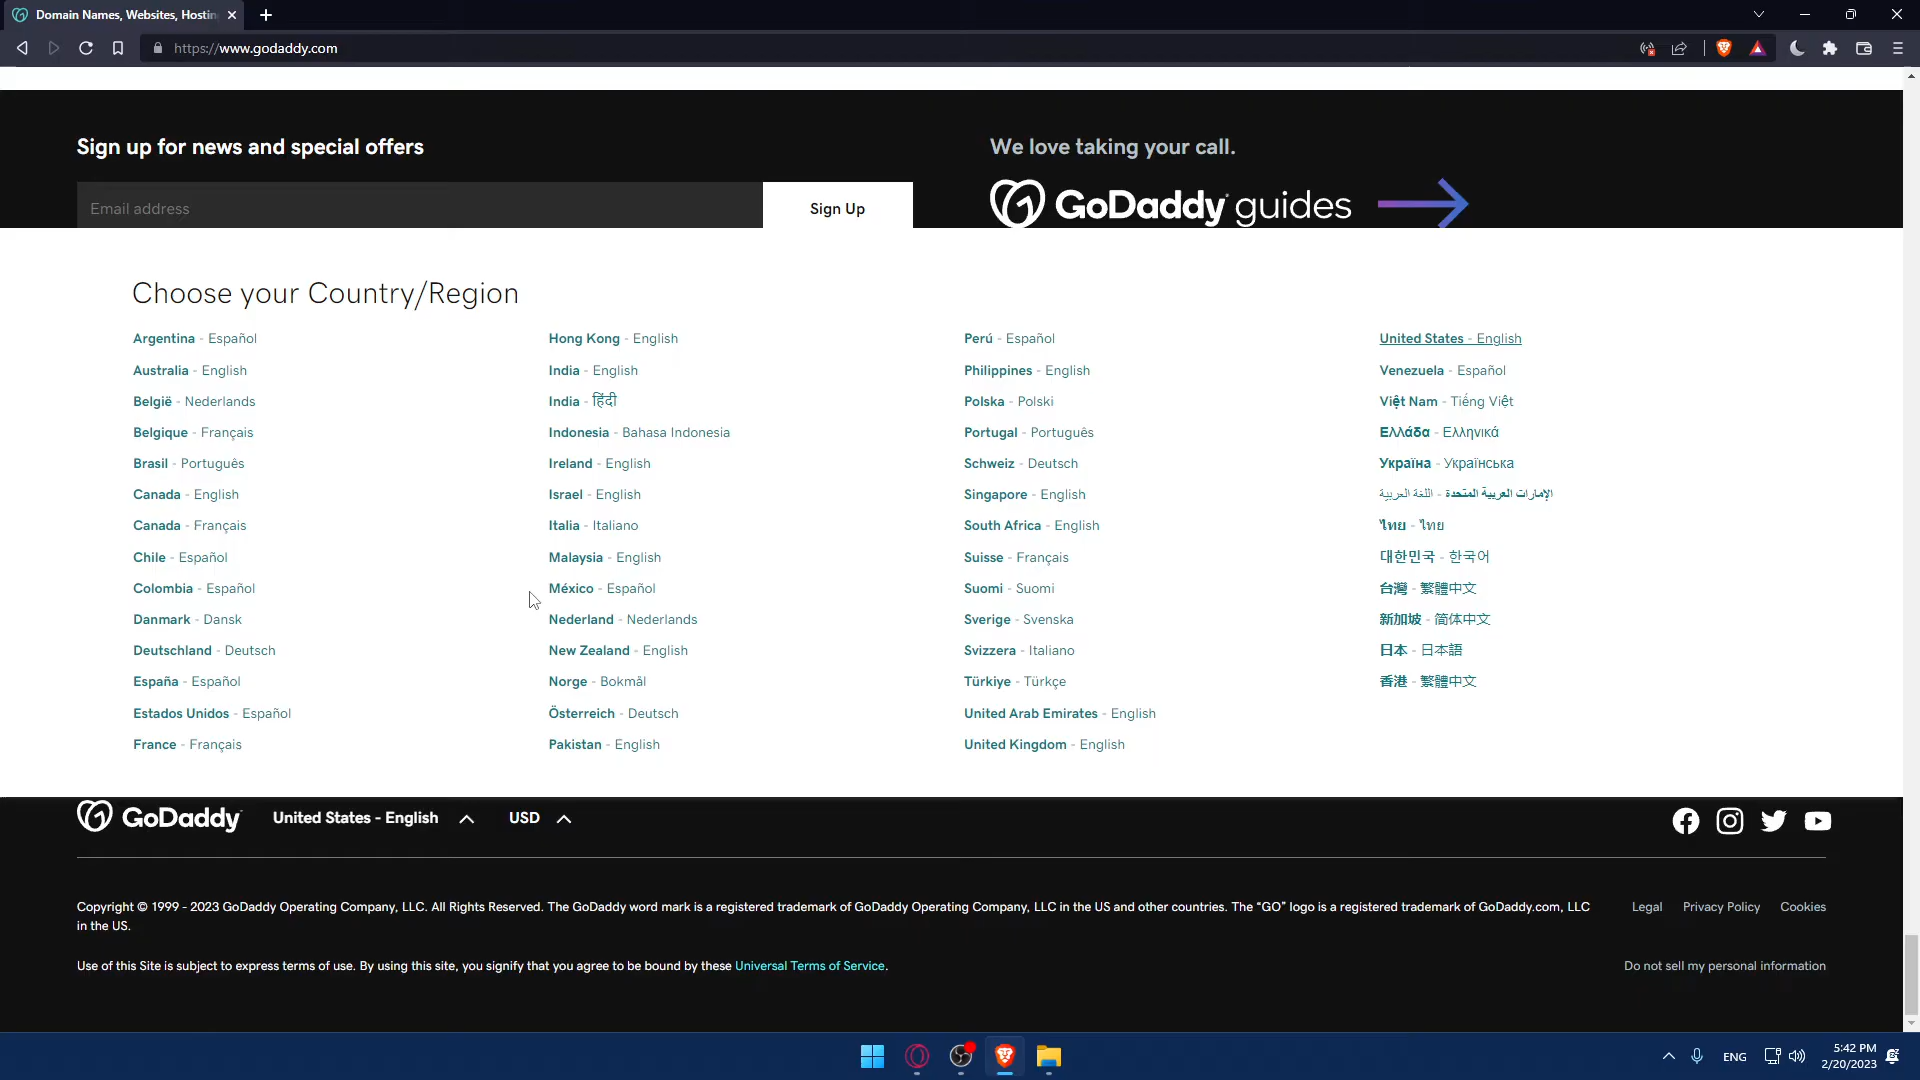 Domain Names, Websites, Hostin
https://www.godaddy.com
Sign up for news and special offers
Email address
Sign Up
We love taking your call.
GoDaddy guides
Choose your Country/Region
Argentina - Español
Australia - English
België - Nederlands
Belgique - Français
Brasil - Português
Canada - English
Canada - Français
Chile - Español
Colombia - Español
Danmark - Dansk
Deutschland - Deutsch
España - Español
Estados Unidos - Español
France - Français
Hong Kong - English
India - English
India - हिंदी
Indonesia - Bahasa Indonesia
Ireland - English
Israel - English
Italia - Italiano
Malaysia - English
México - Español
Nederland - Nederlands
New Zealand - English
Norge - Bokmål
Österreich - Deutsch
Pakistan - English
Perú - Español
Philippines - English
Polska - Polski
Portugal - Português
Schweiz - Deutsch
Singapore - English
South Africa - English
Suisse - Français
Suomi - Suomi
Sverige - Svenska
Svizzera - Italiano
Türkiye - Türkçe
United Arab Emirates - English
United Kingdom - English
United States - English
Venezuela - Español
Việt Nam - Tiếng Việt
Ελλάδα - Ελληνικά
Україна - Українська
الإمارات العربية المتحدة - اللغة العربية
ไทย - ไทย
대한민국 - 한국어
台灣 - 繁體中文
新加坡 - 简体中文
日本 - 日本語
香港 - 繁體中文
GoDaddy
United States - English
USD
Copyright © 1999 - 2023 GoDaddy Operating Company, LLC. All Rights Reserved. The GoDaddy word mark is a registered trademark of GoDaddy Operating Company, LLC in the US and other countries. The “GO” logo is a registered trademark of GoDaddy.com, LLC
in the US.
Legal
Privacy Policy
Cookies
Use of this Site is subject to express terms of use. By using this site, you signify that you agree to be bound by these Universal Terms of Service.
Do not sell my personal information
ENG
5:42 PM
2/20/2023